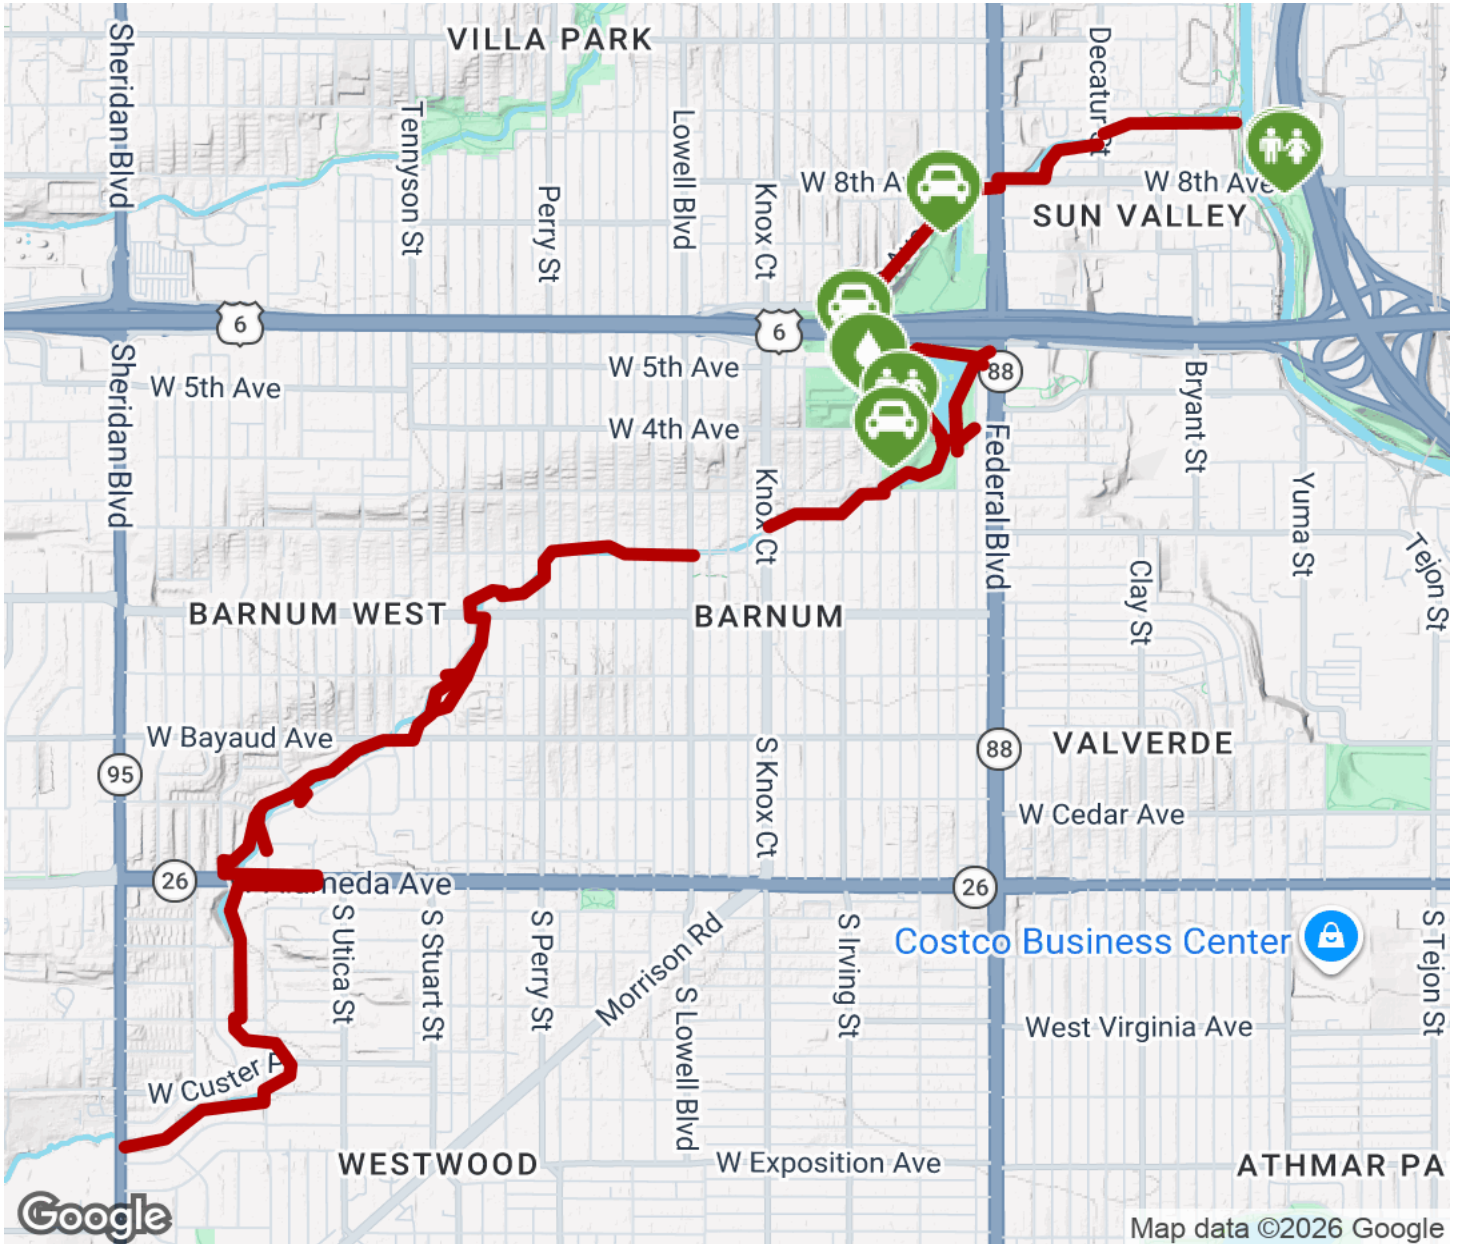 VILLA PARK
Sheridan Blvd
Tennyson St
Lowell Blvd
Decatur St
Perry St
Knox Ct
W 8th A
W 8th Ave
SUN VALLEY
Ave
6
6
W 5th Ave
W 5th Ave
88
Sheridan Blvd
W 4th Ave
Bryant St
Federal Blvd
Knox Ct
Yuma St
Tejon St
Clay St
BARNUM WEST
BARNUM
W Bayaud Ave
95
S Knox Ct
88
VALVERDE
W Cedar Ave
26
meda Ave
26
S Utica St
S Stuart St
S Perry St
Morrison Rd
S Irving St
Costco Business Center
S Tejon St
S Lowell Blvd
West Virginia Ave
W Custer A
WESTWOOD
W Exposition Ave
ATHMAR PA
Google
Map data ©2026 Google